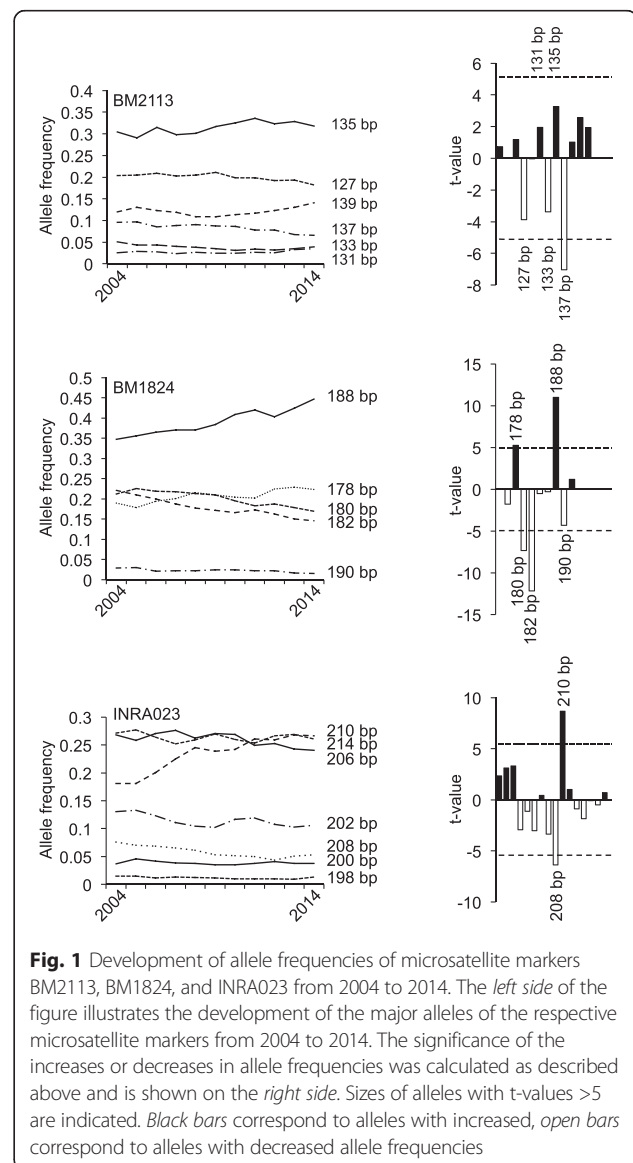 BM2113
Allele frequency
0.4
0.35
0.3
0.25
0.2
0.15
0.1
0.05
0
2004
2014
135 bp
127 bp
139 bp
137 bp
133 bp
131 bp
t-value
6
4
2
0
-2
-4
-6
-8
131 bp
135 bp
127 bp
133 bp
137 bp
BM1824
Allele frequency
0.5
0.45
0.4
0.35
0.3
0.25
0.2
0.15
0.1
0.05
0
2004
2014
188 bp
178 bp
180 bp
182 bp
190 bp
t-value
15
10
5
0
-5
-10
-15
178 bp
188 bp
180 bp
182 bp
190 bp
INRA023
Allele frequency
0.3
0.25
0.2
0.15
0.1
0.05
0
2004
2014
210 bp
214 bp
206 bp
202 bp
208 bp
200 bp
198 bp
t-value
10
5
0
-5
-10
210 bp
208 bp
Fig. 1 Development of allele frequencies of microsatellite markers
BM2113, BM1824, and INRA023 from 2004 to 2014. The left side of the
figure illustrates the development of the major alleles of the respective
microsatellite markers from 2004 to 2014. The significance of the
increases or decreases in allele frequencies was calculated as described
above and is shown on the right side. Sizes of alleles with t-values >5
are indicated. Black bars correspond to alleles with increased, open bars
correspond to alleles with decreased allele frequencies